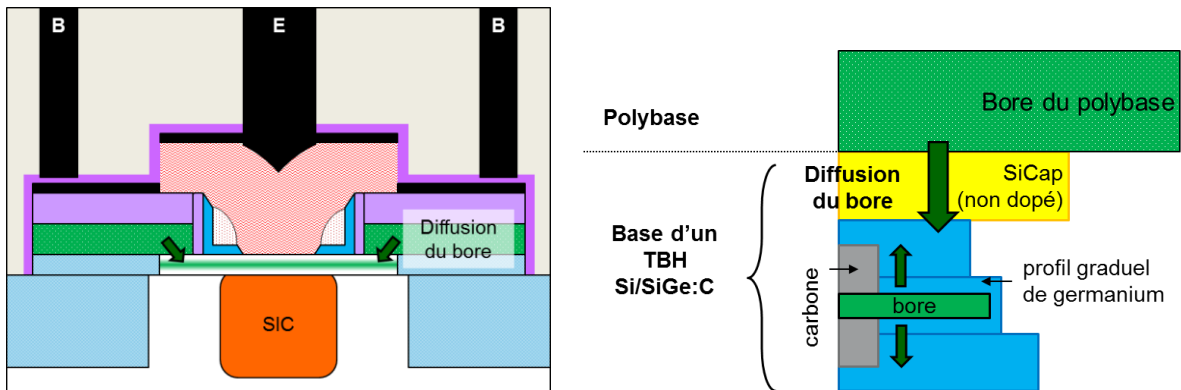 B
E
B
Diffusion
du bore
SIC
Polybase
Bore du polybase
Diffusion
du bore
SiCap
(non dopé)
Base d’un
TBH
Si/SiGe:C
carbone
bore
profil graduel
de germanium